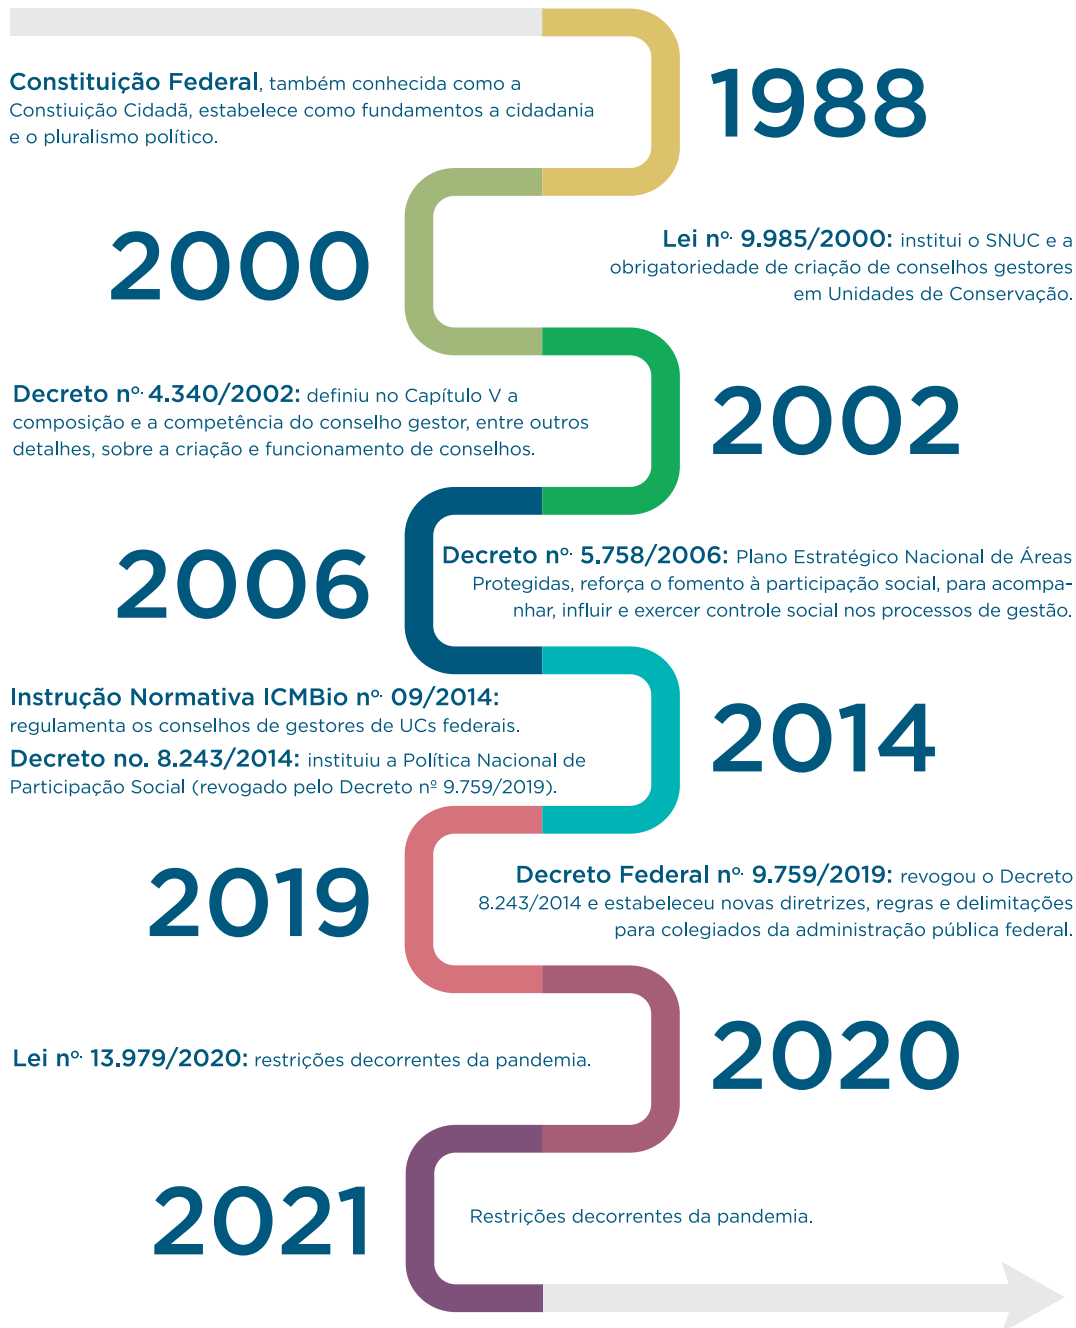 Constituição Federal, também conhecida como a
Constiuição Cidadã, estabelece como fundamentos a cidadania
e o pluralismo político.
1988
2000
Lei nº. 9.985/2000: institui o SNUC e a
obrigatoriedade de criação de conselhos gestores
em Unidades de Conservação.
Decreto nº. 4.340/2002: definiu no Capítulo V a
composição e a competência do conselho gestor, entre outros
detalhes, sobre a criação e funcionamento de conselhos.
2002
2006
Decreto nº. 5.758/2006: Plano Estratégico Nacional de Áreas
Protegidas, reforça o fomento à participação social, para acompa-
nhar, influir e exercer controle social nos processos de gestão.
Instrução Normativa ICMBio nº. 09/2014:
regulamenta os conselhos de gestores de UCs federais.
Decreto no. 8.243/2014: instituiu a Política Nacional de
Participação Social (revogado pelo Decreto nº 9.759/2019).
2014
2019
Decreto Federal nº. 9.759/2019: revogou o Decreto
8.243/2014 e estabeleceu novas diretrizes, regras e delimitações
para colegiados da administração pública federal.
Lei nº. 13.979/2020: restrições decorrentes da pandemia.
2020
2021
Restrições decorrentes da pandemia.